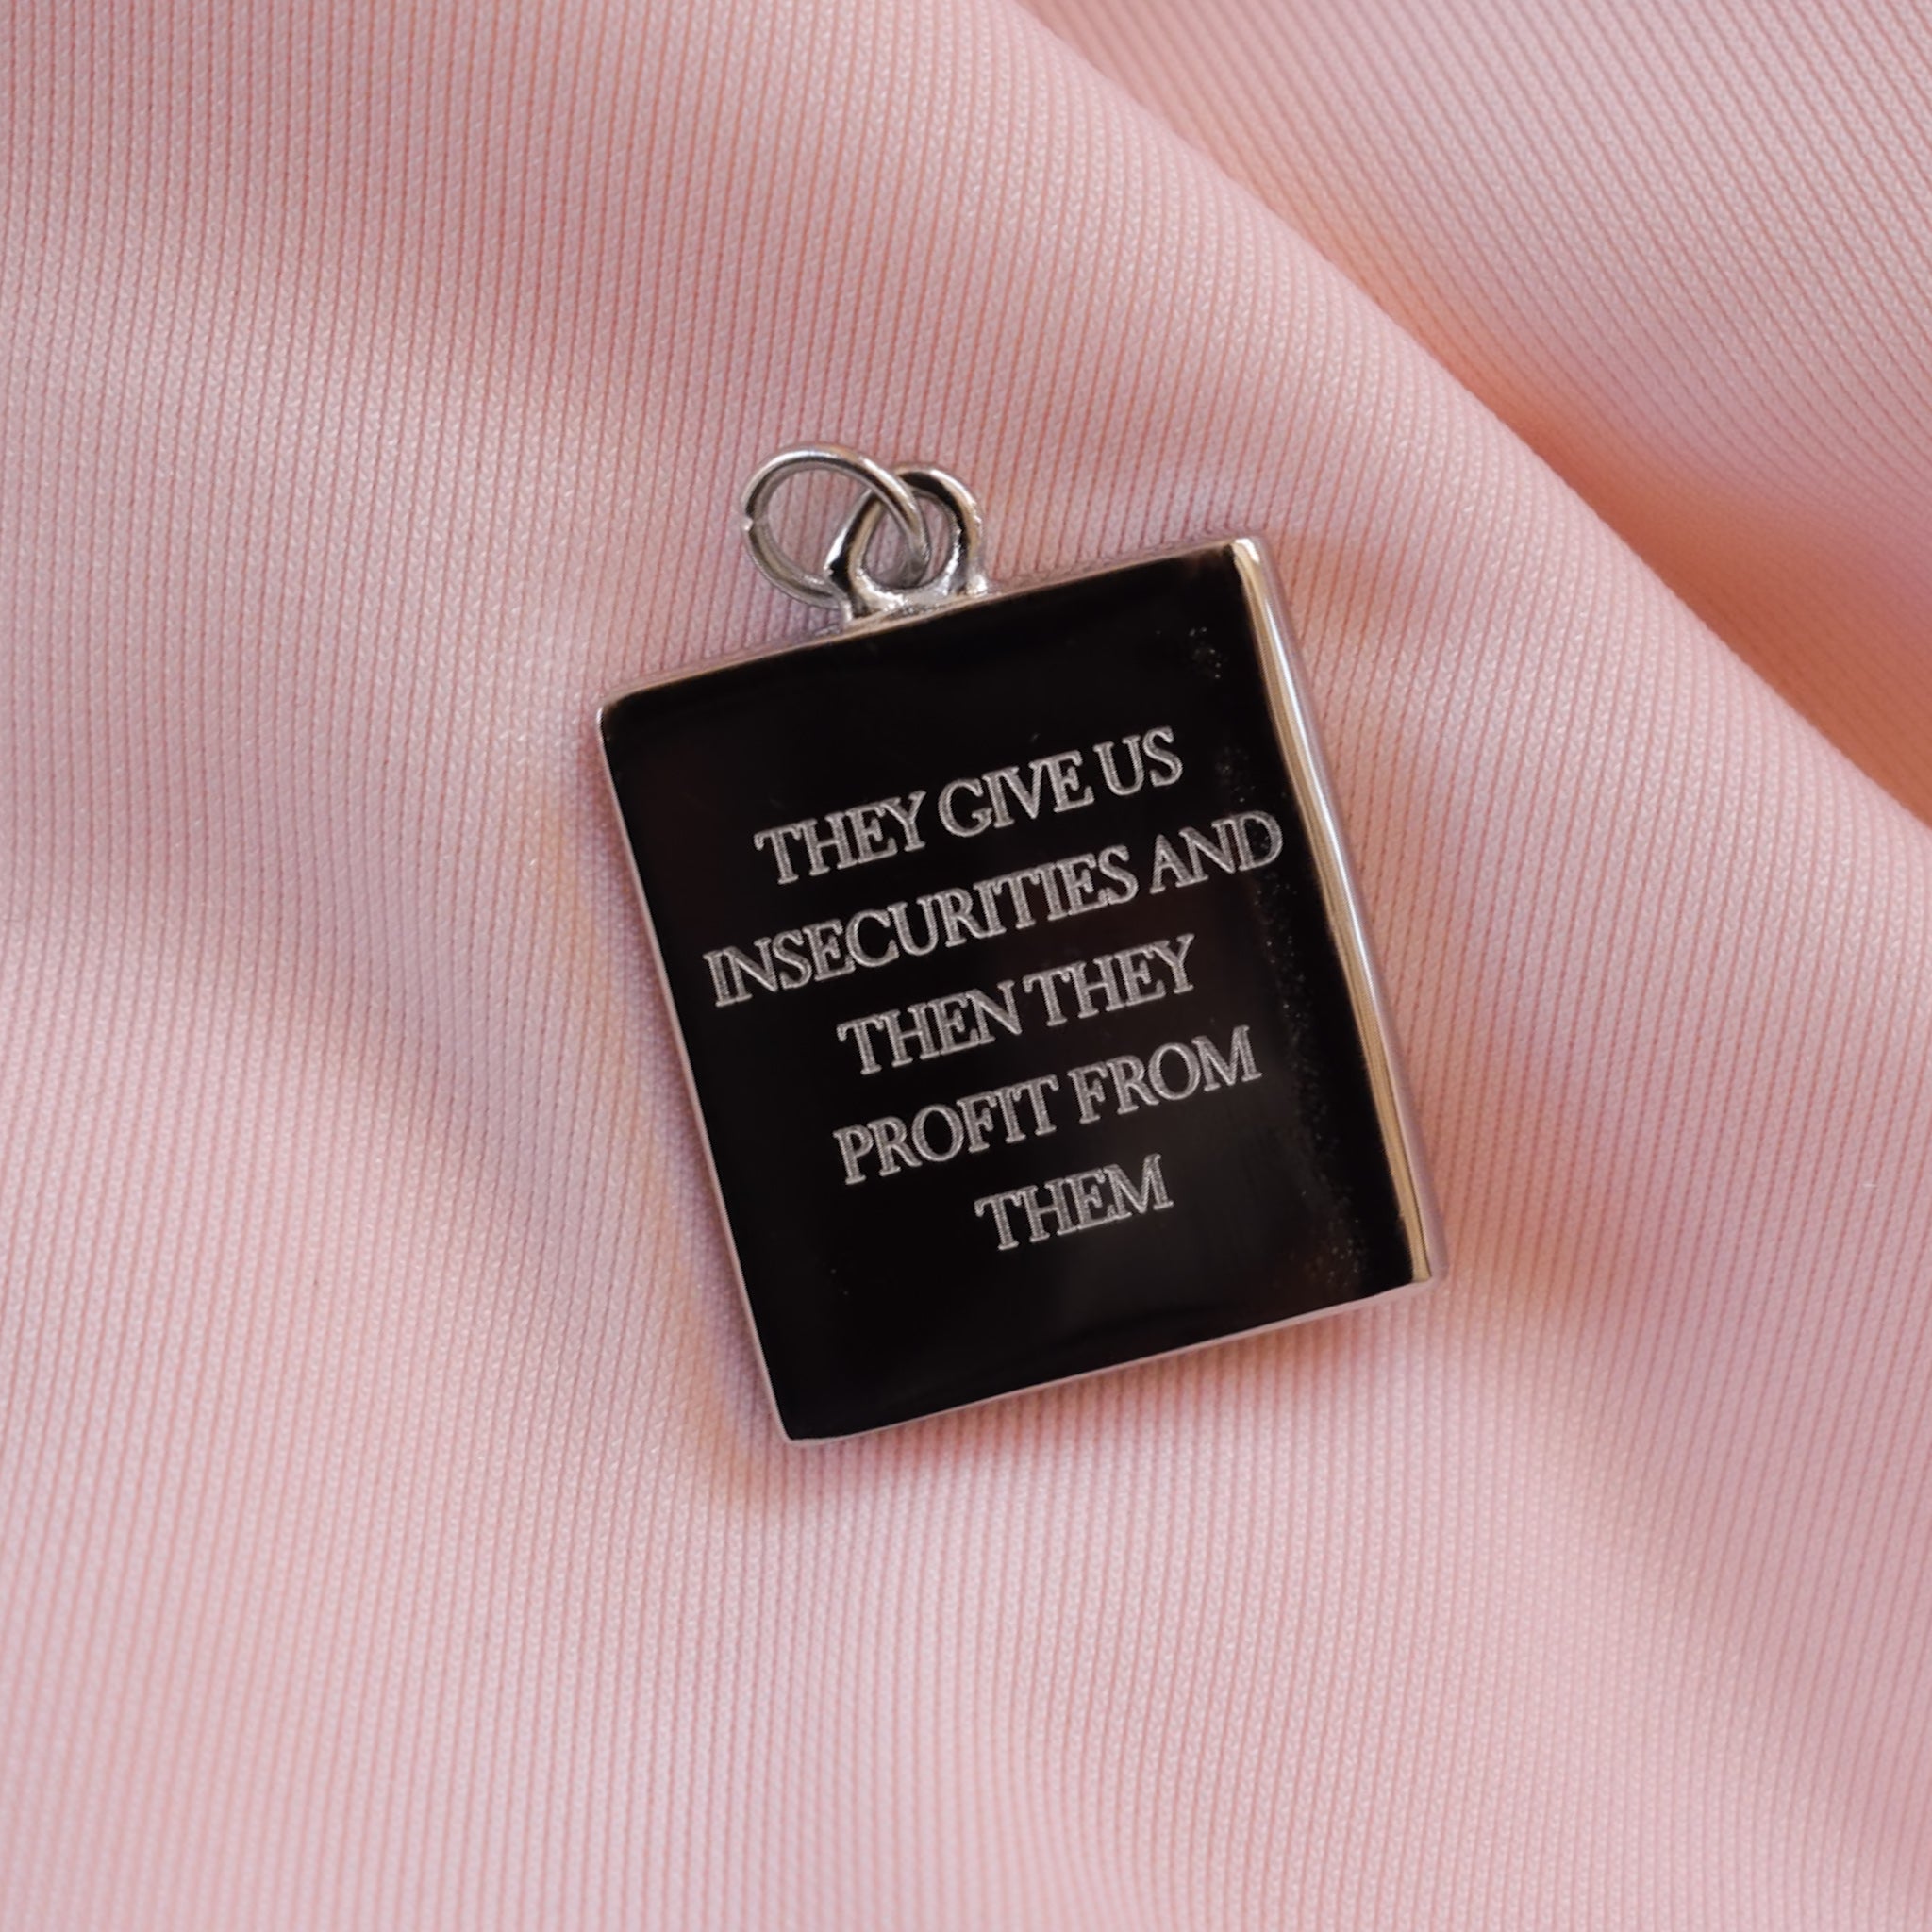 THEY GIVE US
INSECURITIES AND
THEN THEY
PROFIT FROM
THEM